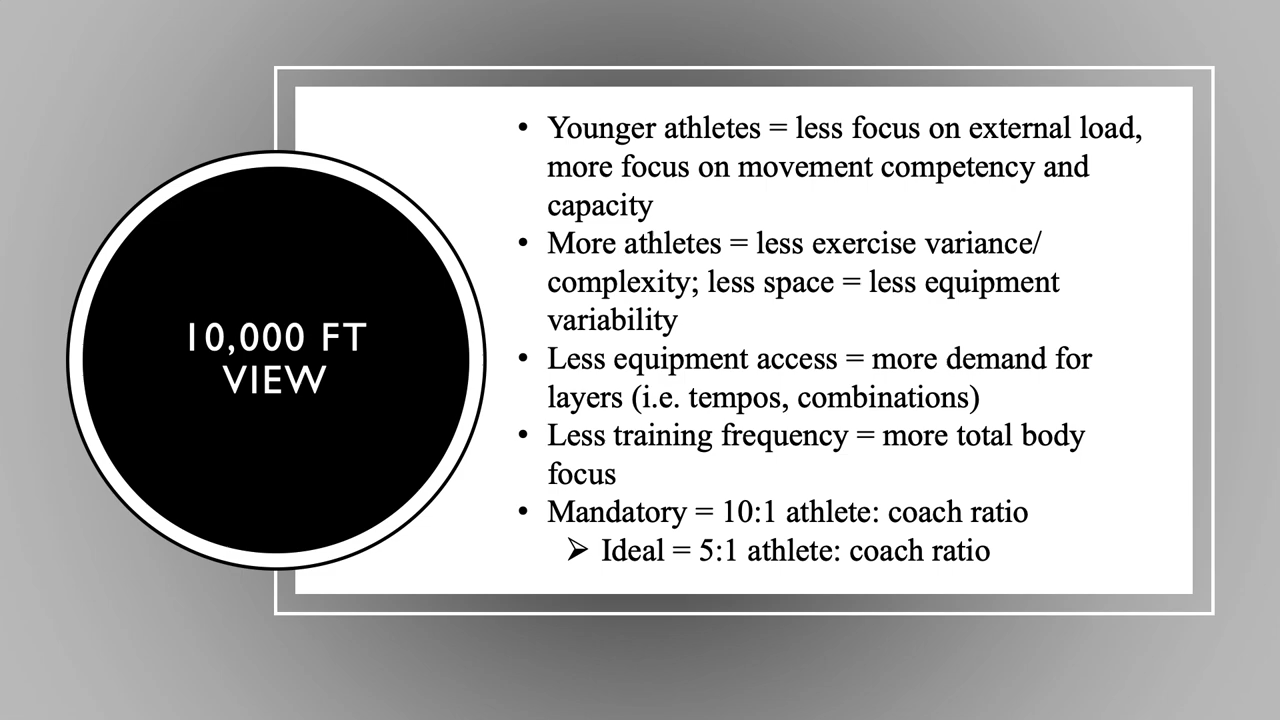 10,000 FT
VIEW
• Younger athletes = less focus on external load,
more focus on movement competency and
capacity
• More athletes = less exercise variance/
complexity; less space = less equipment
variability
• Less equipment access = more demand for
layers (i.e. tempos, combinations)
• Less training frequency = more total body
focus
• Mandatory = 10:1 athlete: coach ratio
➢ Ideal = 5:1 athlete: coach ratio